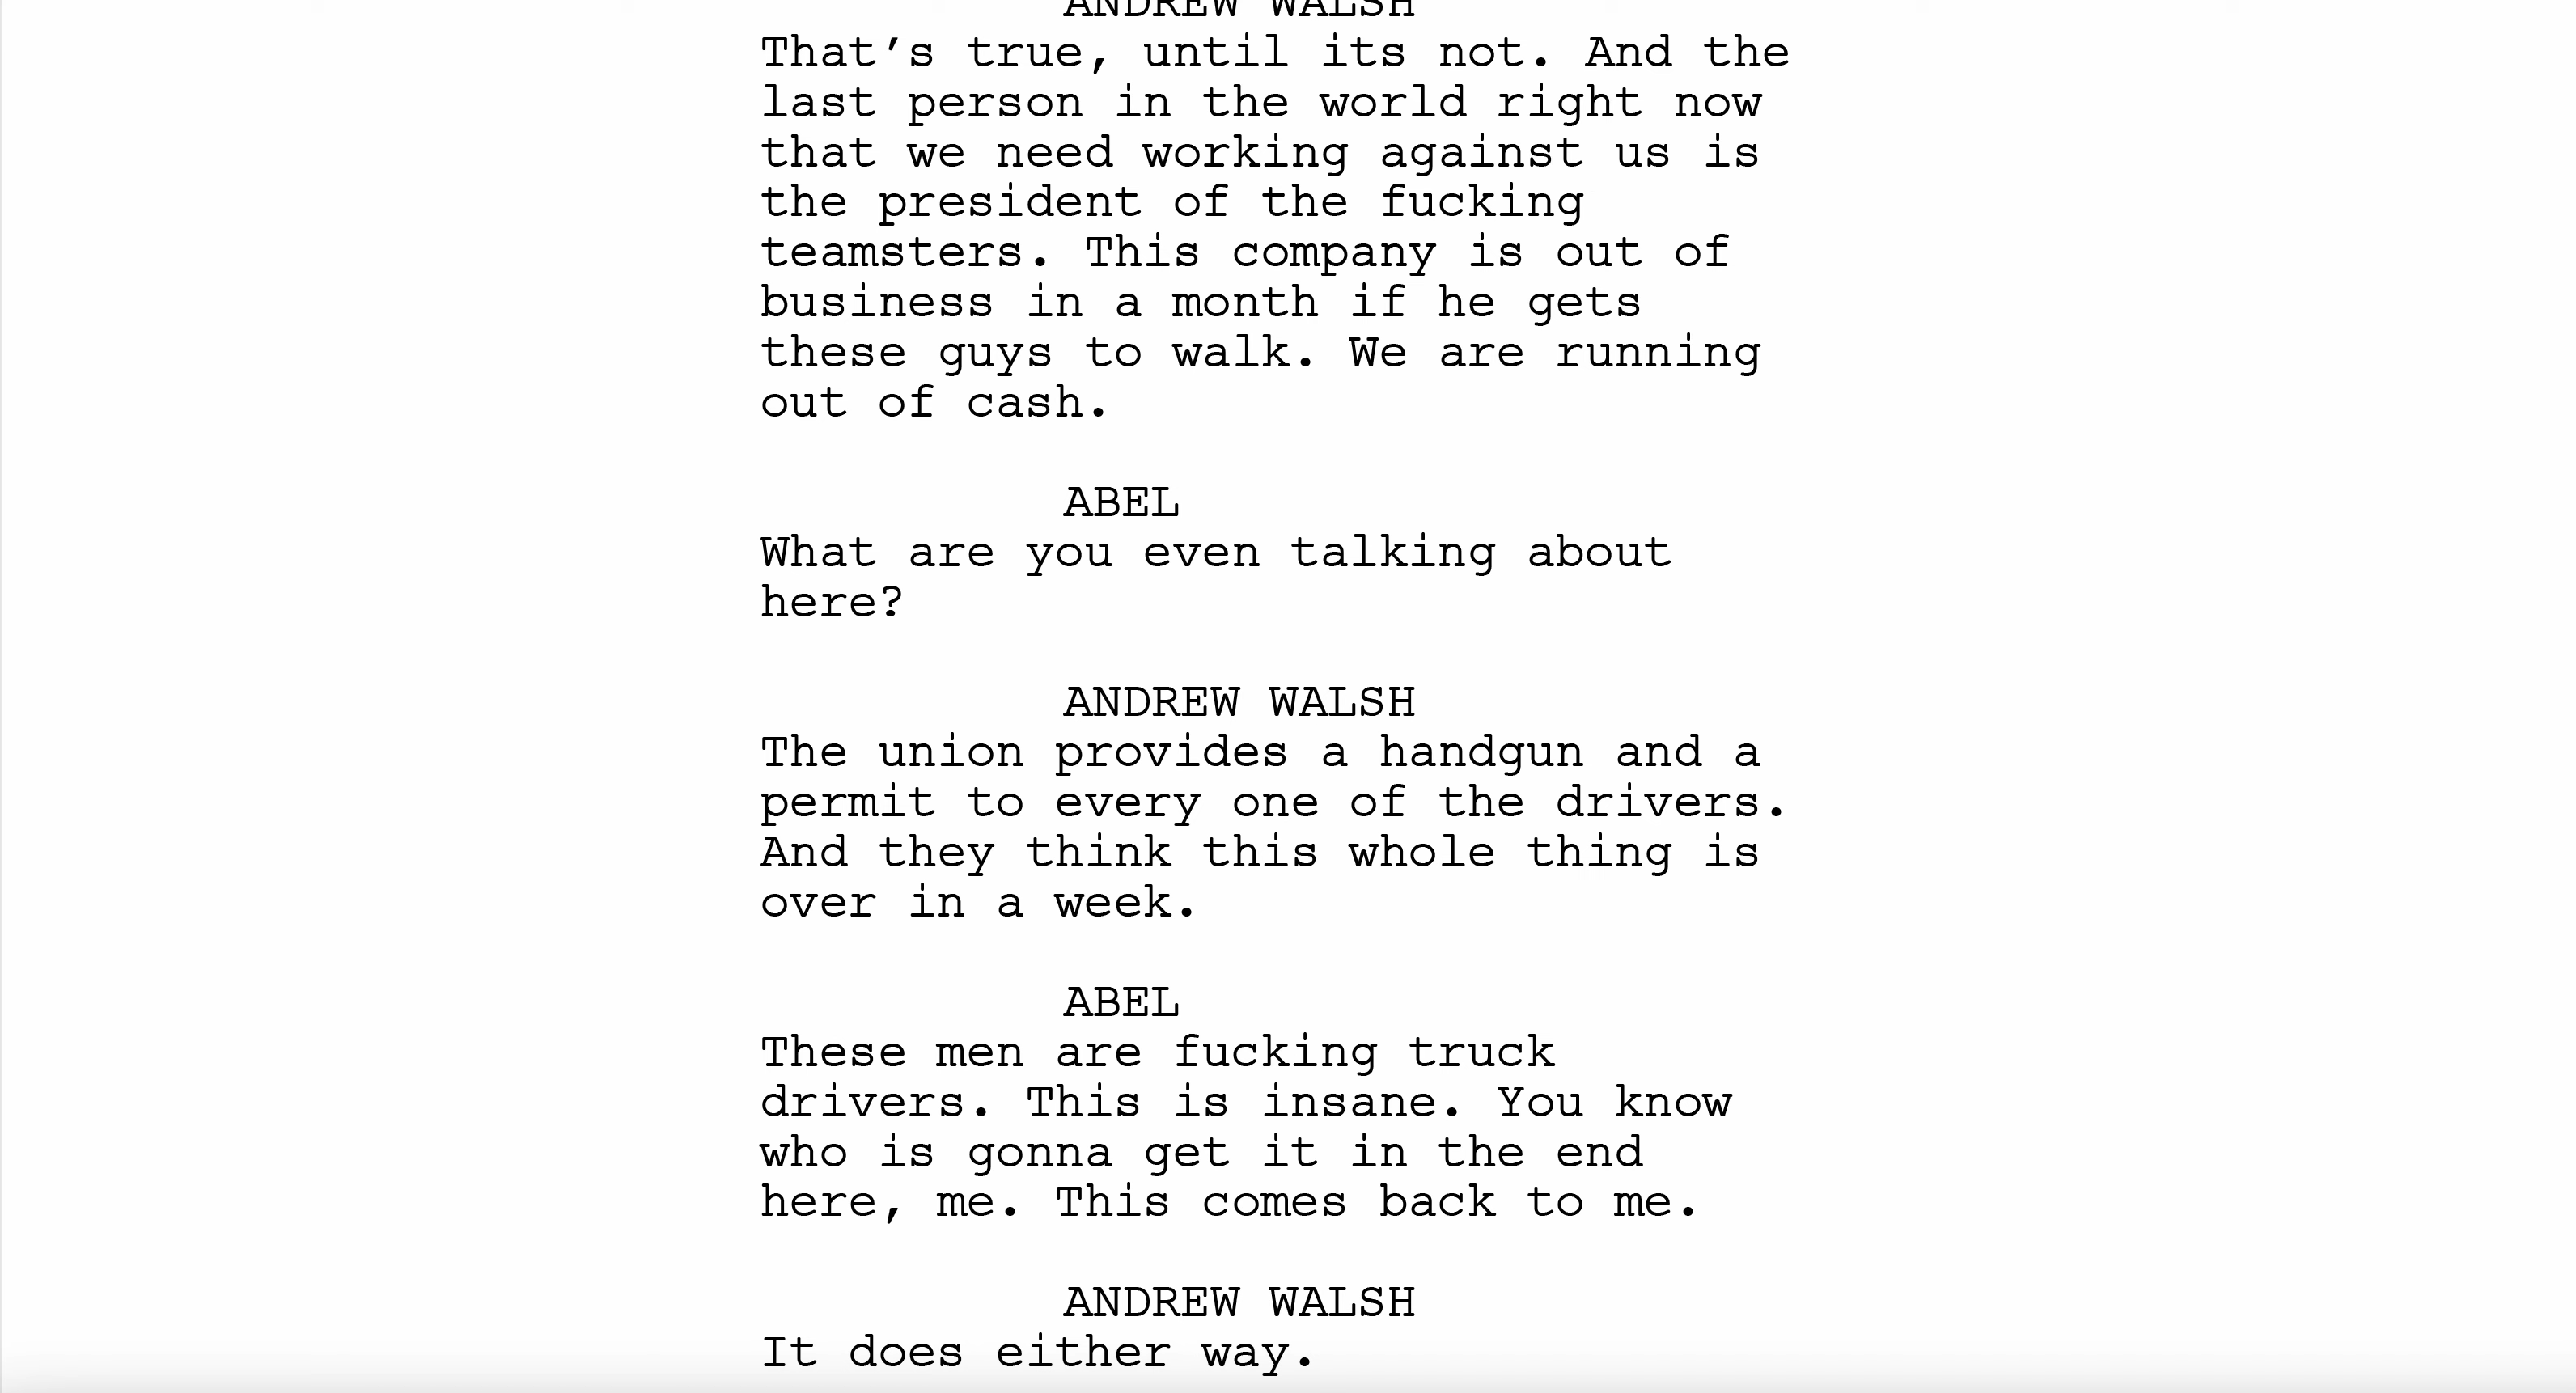 ANDREW WALSH
That’s true, until its not. And the
last person in the world right now
that we need working against us is
the president of the fucking
teamsters. This company is out of
business in a month if he gets
these guys to walk. We are running
out of cash.
ABEL
What are you even talking about
here?
ANDREW WALSH
The union provides a handgun and a
permit to every one of the drivers.
And they think this whole thing is
over in a week.
ABEL
These men are fucking truck
drivers. This is insane. You know
who is gonna get it in the end
here, me. This comes back to me.
ANDREW WALSH
It does either way.